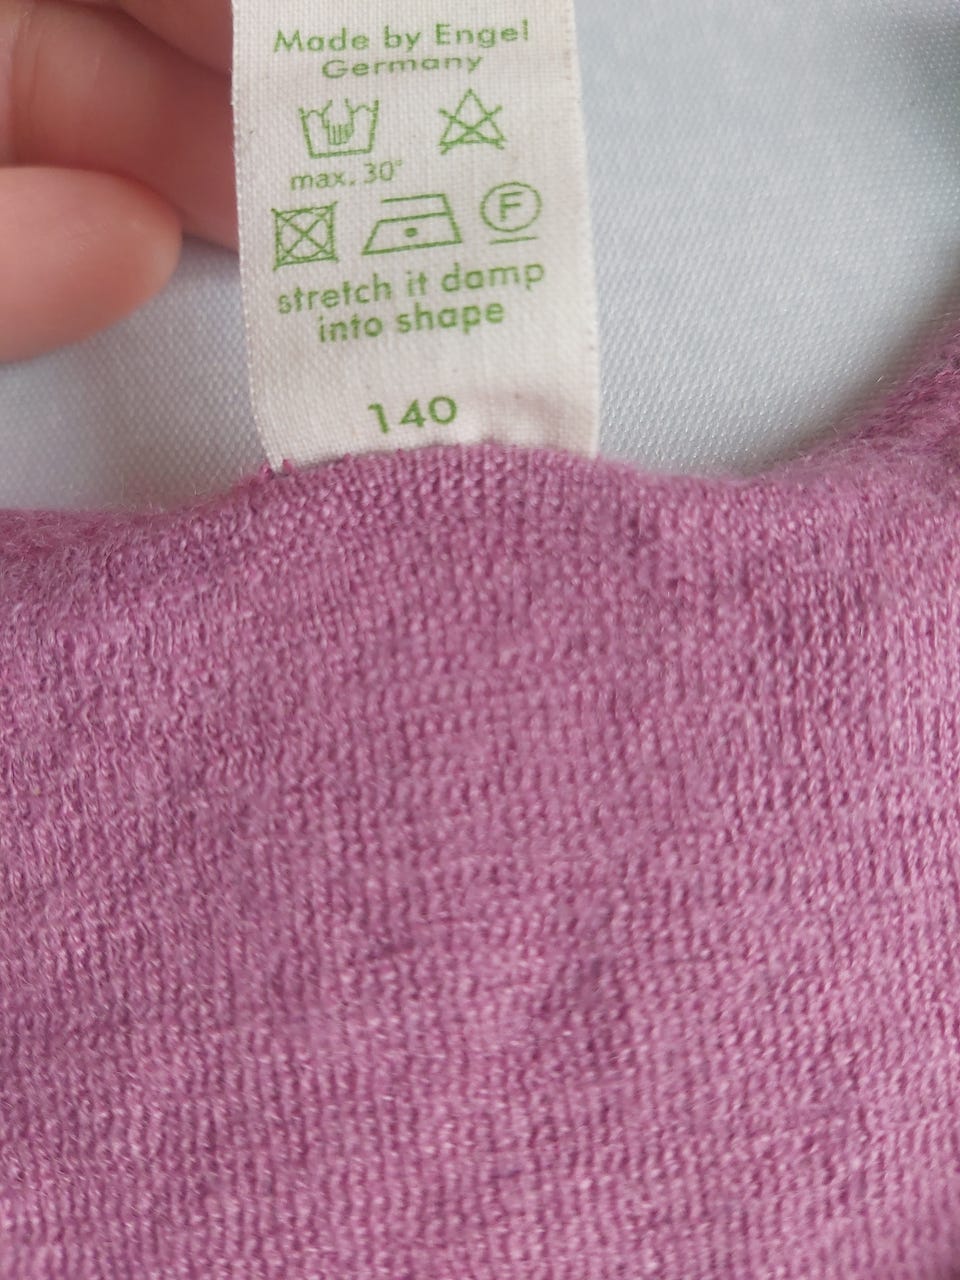 Made by Engel
Germany
max. 30°
F
stretch it damp
into shape
140